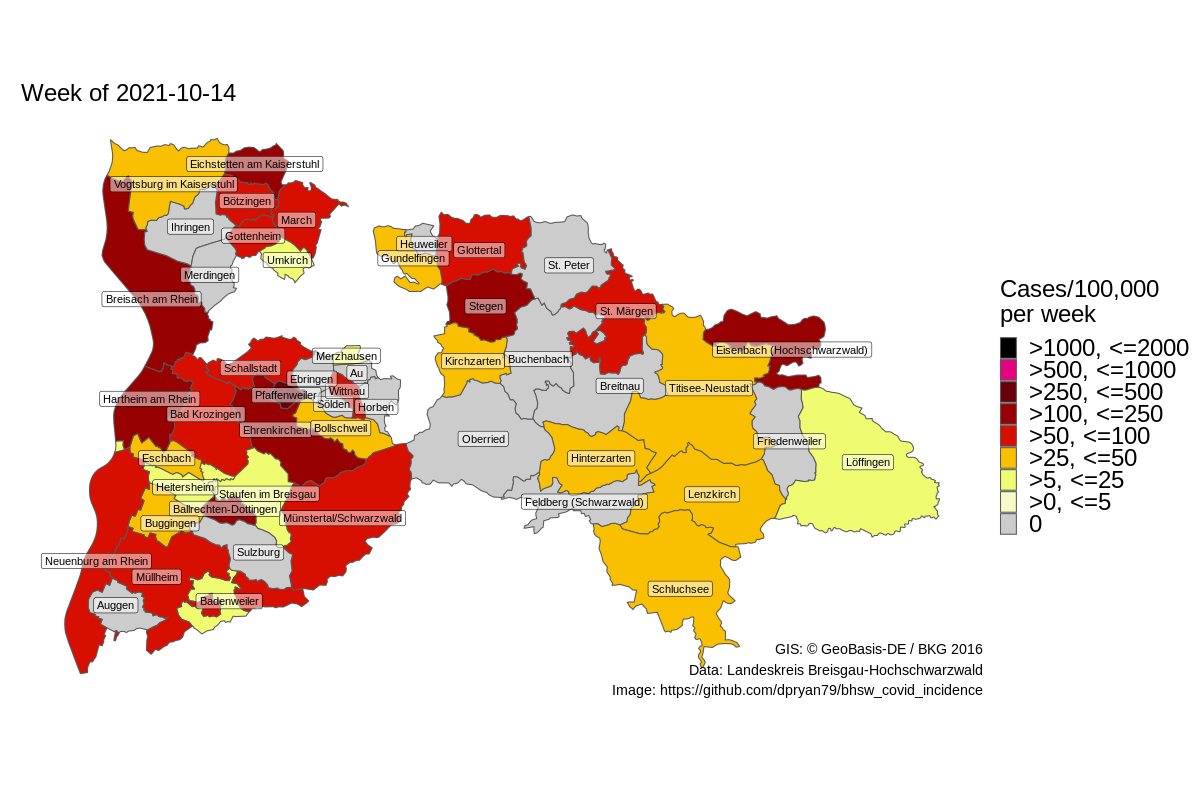 Week of 2021-10-14
Eichstetten am Kaiserstuhl
Vogtsburg im Kaiserstuhl
Bötzingen
March
Ihringen
Gottenheim
Umkirch
Merdingen
Breisach am Rhein
Heuweiler
Gundelfingen
Glottertal
St. Peter
Stegen
St. Märgen
Eisenbach (Hochschwarzwald)
Kirchzarten
Buchenbach
Breitnau
Titisee-Neustadt
Merzhausen
Schallstadt
Au
Ebringen
Wittnau
Pfaffenweiler
Sölden
Horben
Hartheim am Rhein
Bad Krozingen
Ehrenkirchen
Bollschweil
Oberried
Friedenweiler
Löffingen
Hinterzarten
Eschbach
Heitersheim
Staufen im Breisgau
Ballrechten-Dottingen
Buggingen
Münstertal/Schwarzwald
Feldberg (Schwarzwald)
Lenzkirch
Sulzburg
Neuenburg am Rhein
Müllheim
Auggen
Badenweiler
Schluchsee
Cases/100,000
per week
>1000, <=2000
>500, <=1000
>250, <=500
>100, <=250
>50, <=100
>25, <=50
>5, <=25
>0, <=5
0
GIS: © GeoBasis-DE / BKG 2016
Data: Landeskreis Breisgau-Hochschwarzwald
Image: https://github.com/dpryan79/bhsw_covid_incidence